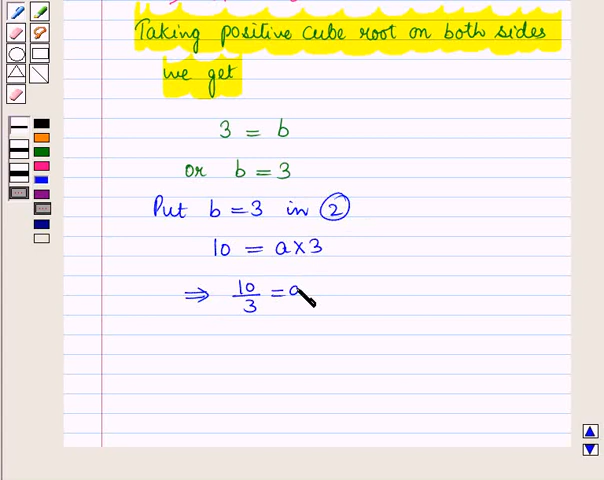 Taking positive cube root on both sides
we get
3 = b
or b = 3
Put b = 3 in ②
10 = a × 3
⇒ 10/3 = a